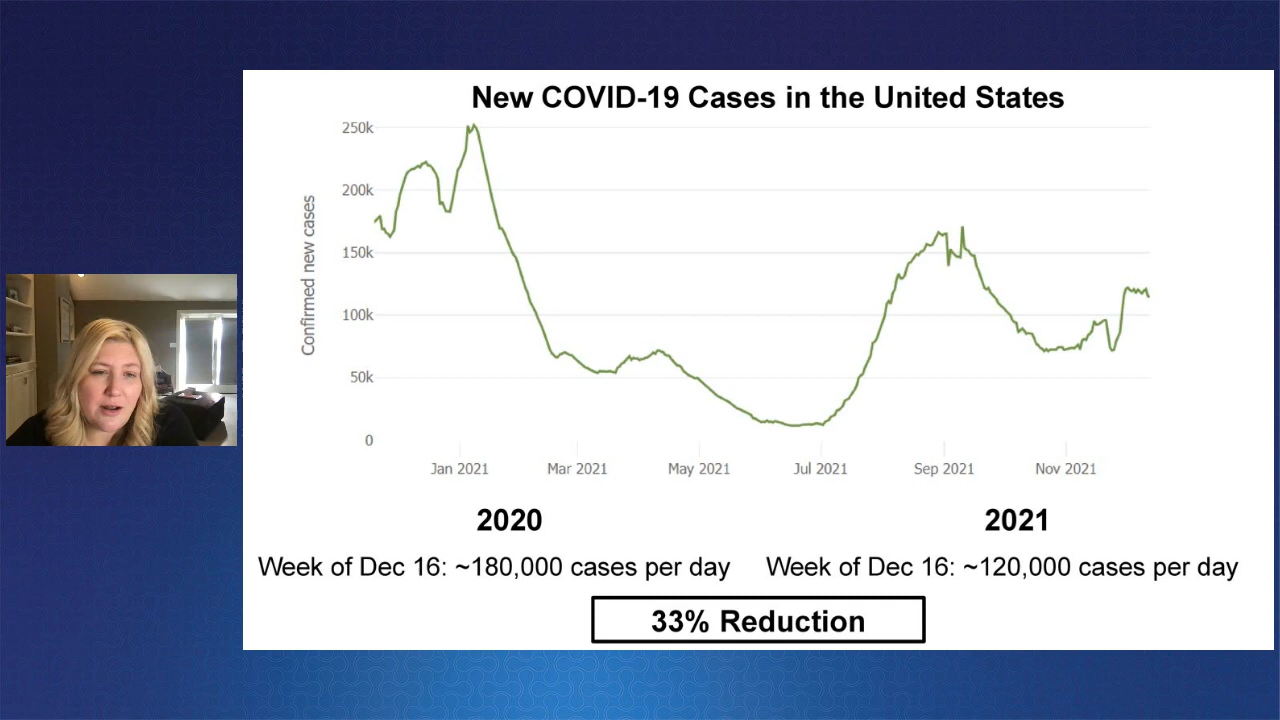 New COVID-19 Cases in the United States
250k
200k
150k
100k
50k
0
Confirmed new cases
Jan 2021 Mar 2021 May 2021 Jul 2021 Sep 2021 Nov 2021
2020 2021
Week of Dec 16: ~180,000 cases per day Week of Dec 16: ~120,000 cases per day
33% Reduction